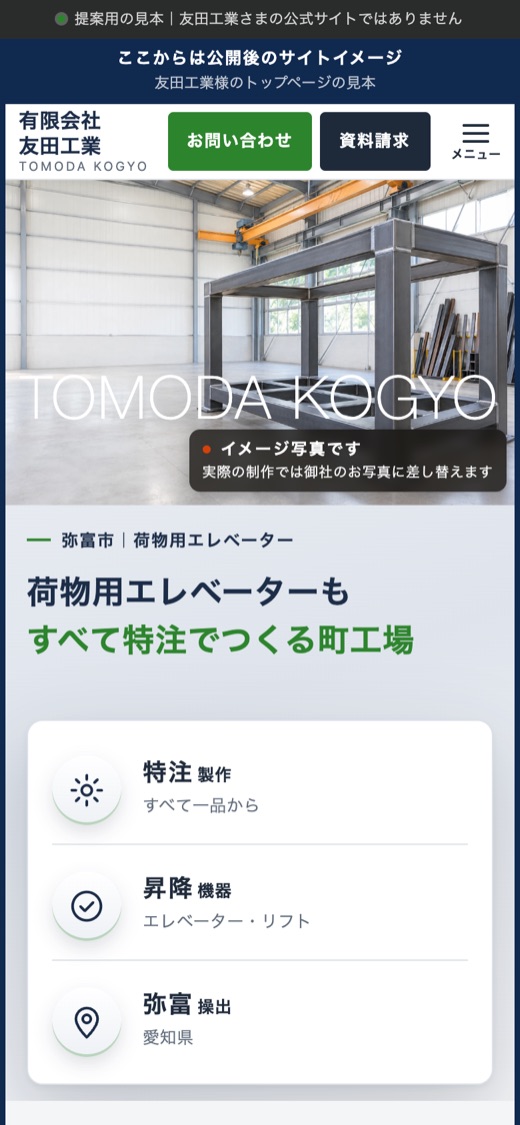 提案用の見本｜友田工業さまの公式サイトではありません
ここからは公開後のサイトイメージ
友田工業様のトップページの見本
有限会社
友田工業
TOMODA KOGYO
お問い合わせ
資料請求
メニュー
TOMODA KOGYO
イメージ写真です
実際の制作では御社のお写真に差し替えます
弥富市｜荷物用エレベーター
荷物用エレベーターも
すべて特注でつくる町工場
特注 製作
すべて一品から
昇降 機器
エレベーター・リフト
弥富 操出
愛知県